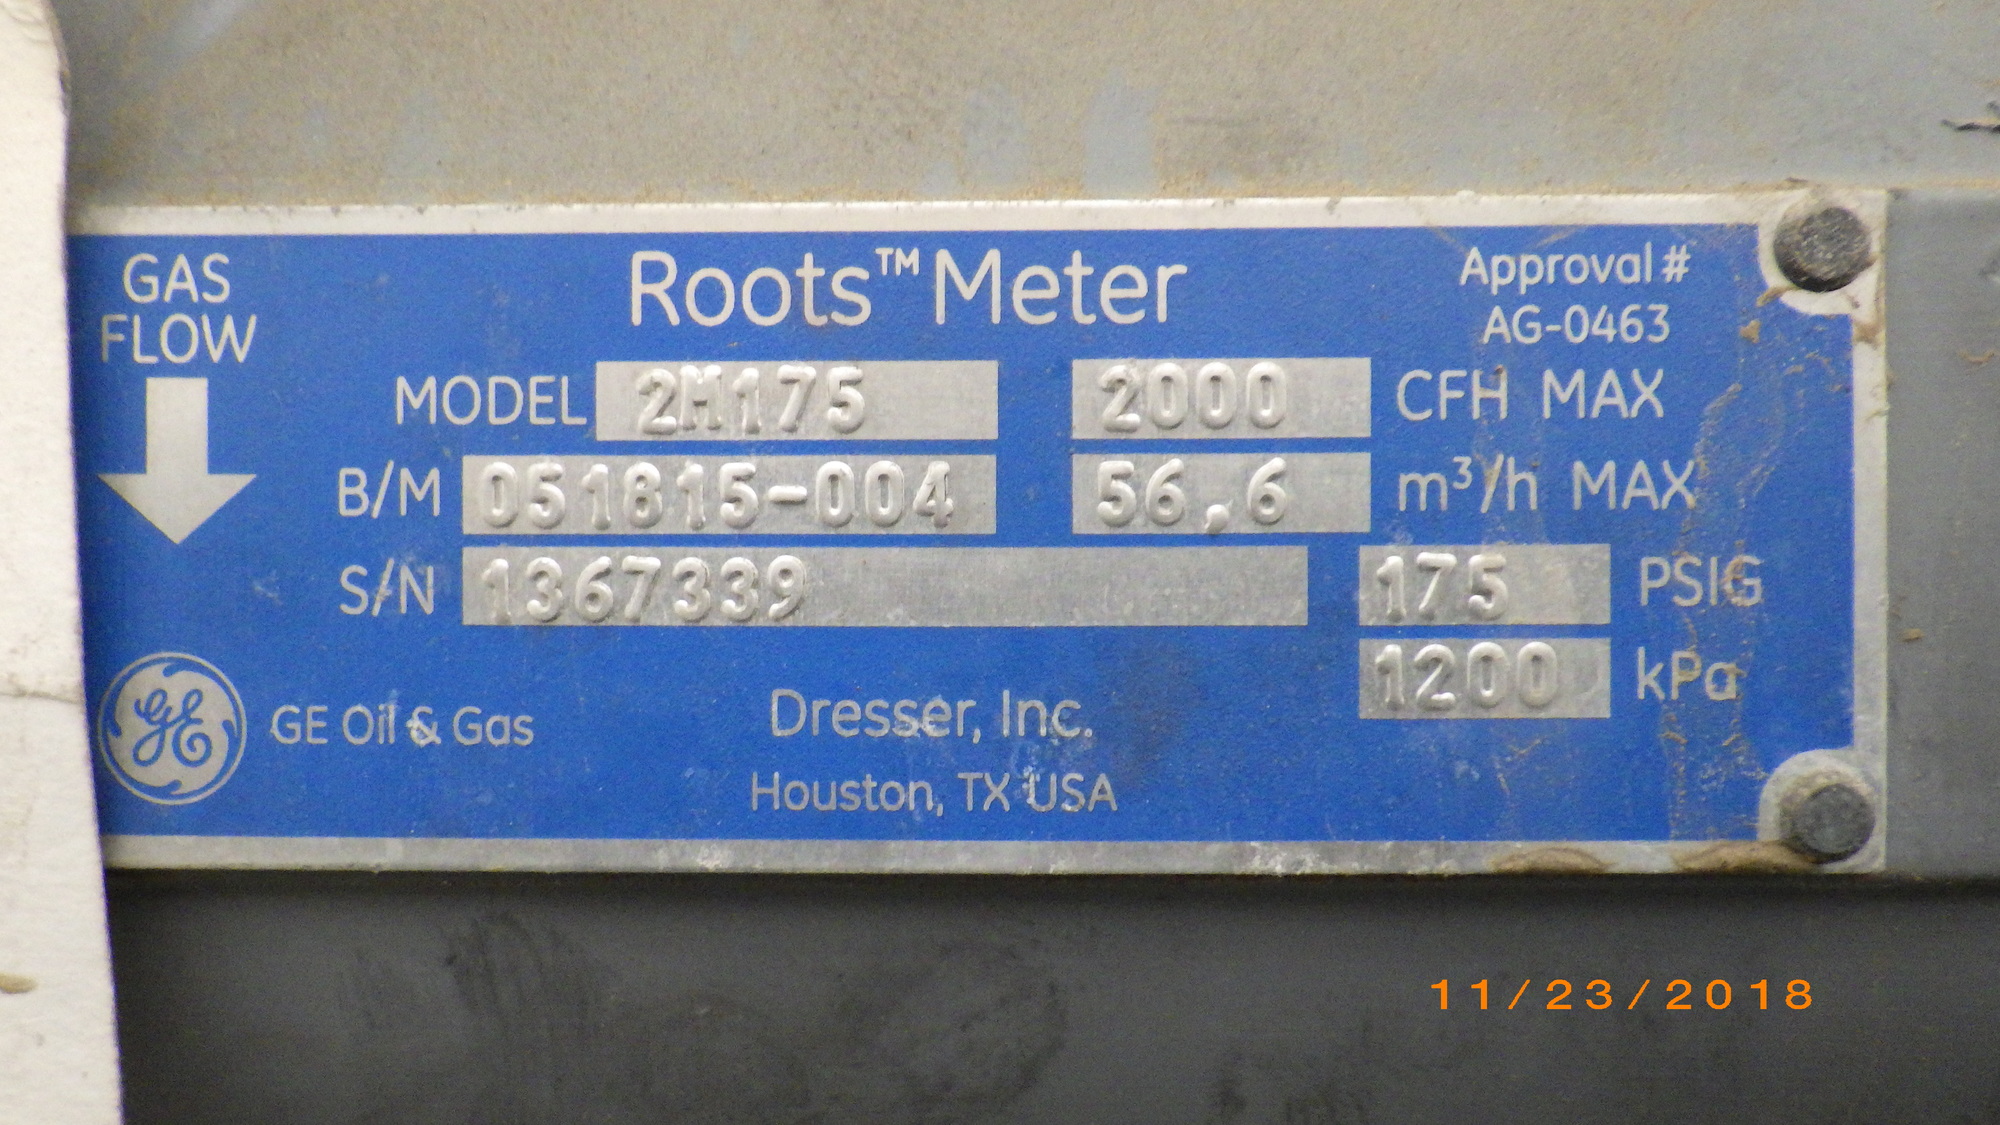 GAS
FLOW
Roots™ Meter
Approval #
AG-0463
MODEL 2M175 2000 CFH MAX
B/M 051815-004 56,6 m³/h MAX
S/N 1367339 175 PSIG
1200 kPa
GE
GE Oil & Gas
Dresser, Inc.
Houston, TX USA
11/23/2018